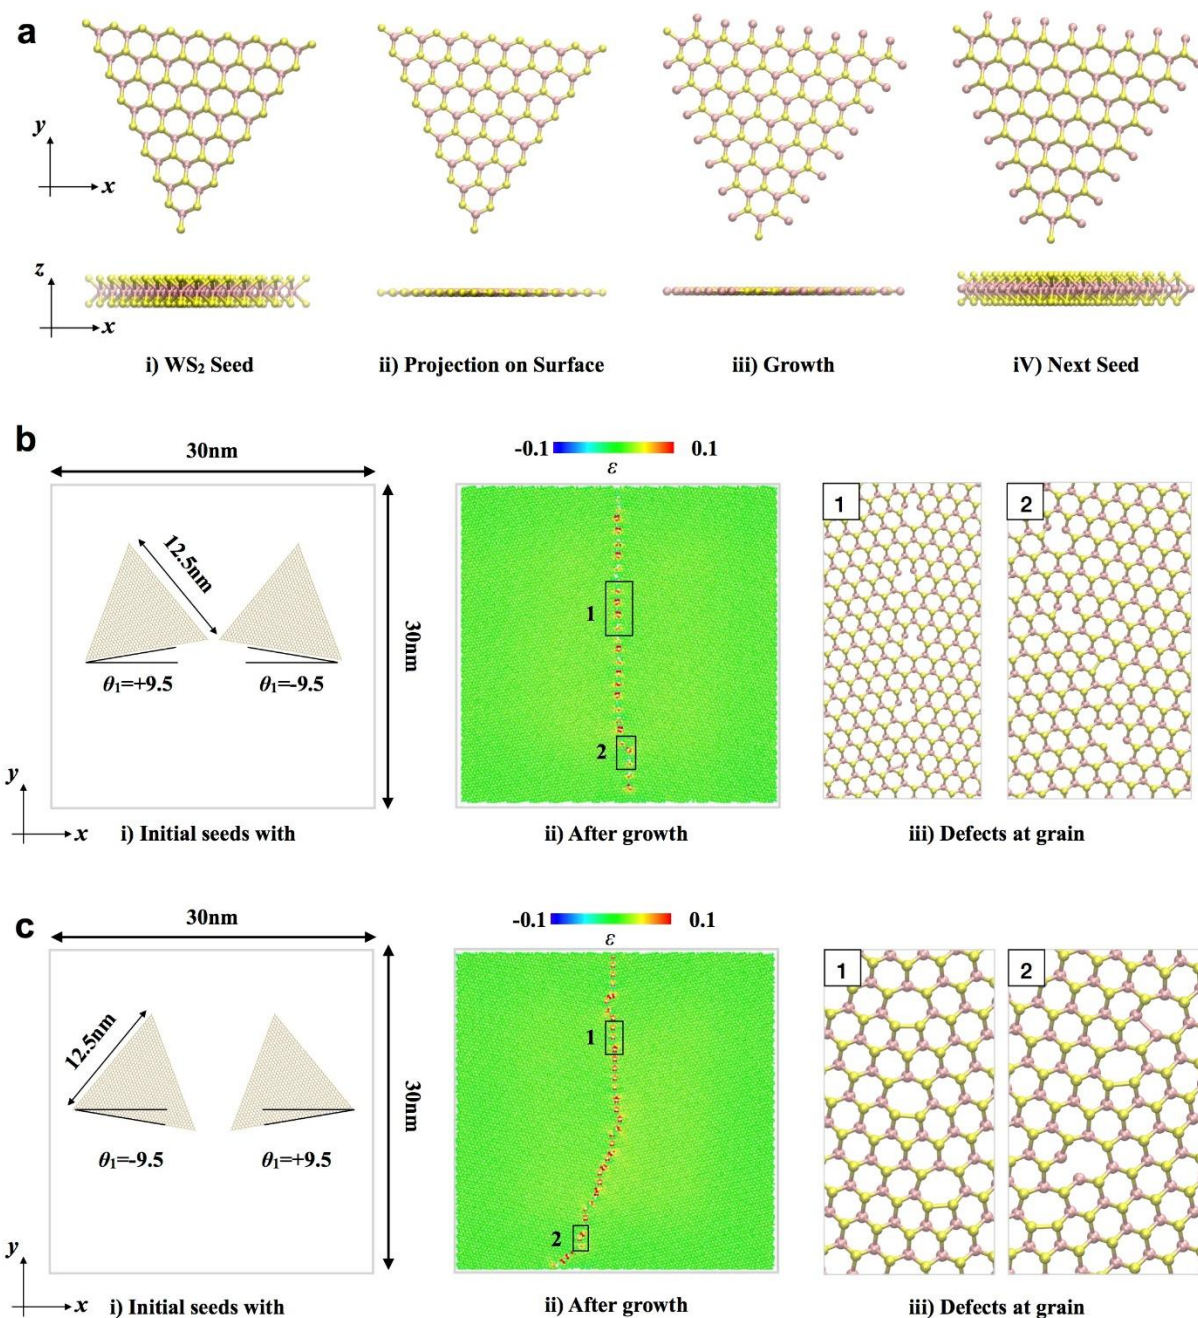 a
y
x
z
x
i) WS₂ Seed
ii) Projection on Surface
iii) Growth
iV) Next Seed
b
30nm
12.5nm
θ₁=+9.5
θ₁=-9.5
30nm
y
x
i) Initial seeds with
-0.1
0.1
ε
1
2
ii) After growth
1
2
iii) Defects at grain
c
30nm
12.5nm
θ₁=-9.5
θ₁=+9.5
30nm
y
x
i) Initial seeds with
-0.1
0.1
ε
1
2
ii) After growth
1
2
iii) Defects at grain